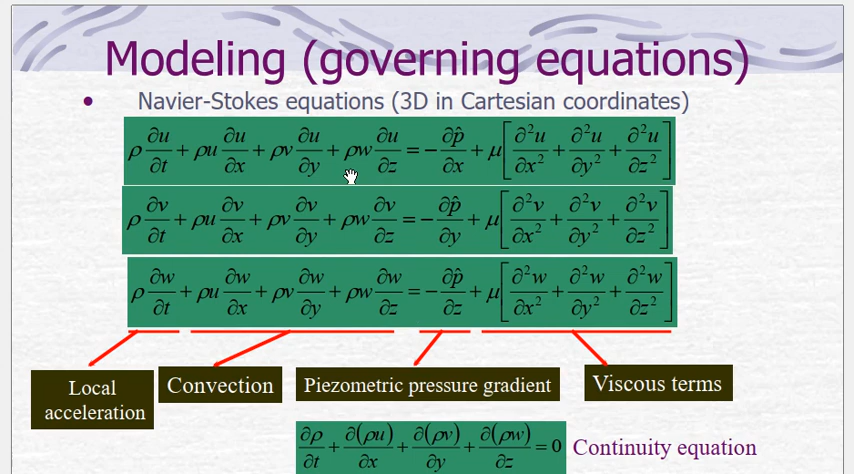 Modeling (governing equations)
• Navier-Stokes equations (3D in Cartesian coordinates)
ρ ∂u/∂t + ρu ∂u/∂x + ρv ∂u/∂y + ρw ∂u/∂z = − ∂p̂/∂x + μ[∂²u/∂x² + ∂²u/∂y² + ∂²u/∂z²]
ρ ∂v/∂t + ρu ∂v/∂x + ρv ∂v/∂y + ρw ∂v/∂z = − ∂p̂/∂y + μ[∂²v/∂x² + ∂²v/∂y² + ∂²v/∂z²]
ρ ∂w/∂t + ρu ∂w/∂x + ρv ∂w/∂y + ρw ∂w/∂z = − ∂p̂/∂z + μ[∂²w/∂x² + ∂²w/∂y² + ∂²w/∂z²]
Local
acceleration
Convection
Piezometric pressure gradient
Viscous terms
∂ρ/∂t + ∂(ρu)/∂x + ∂(ρv)/∂y + ∂(ρw)/∂z = 0 Continuity equation